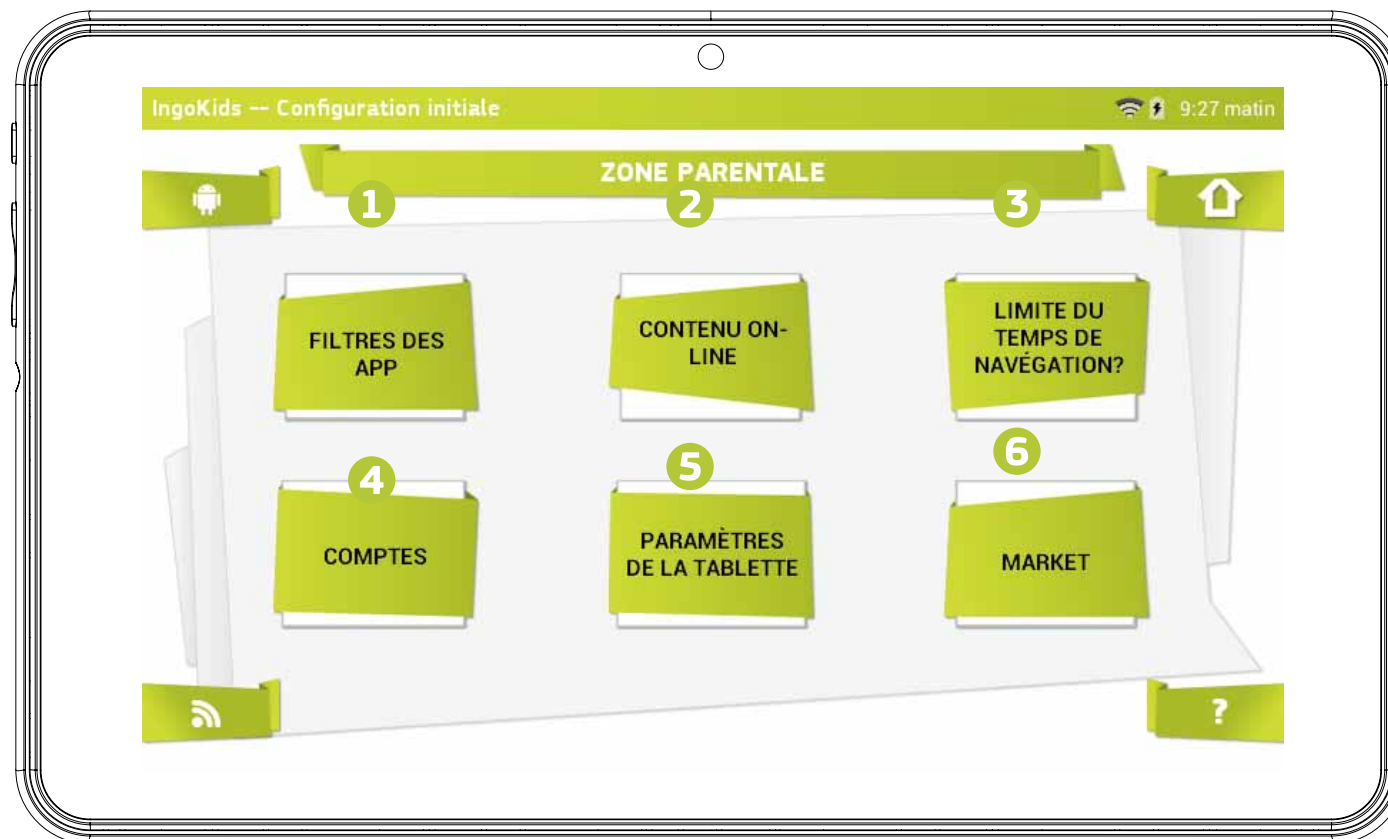 IngoKids -- Configuration initiale
9:27 matin
ZONE PARENTALE
1
2
3
FILTRES DES
APP
CONTENU ON-
LINE
LIMITE DU
TEMPS DE
NAVÉGATION?
4
5
6
COMPTES
PARAMÈTRES
DE LA TABLETTE
MARKET
?